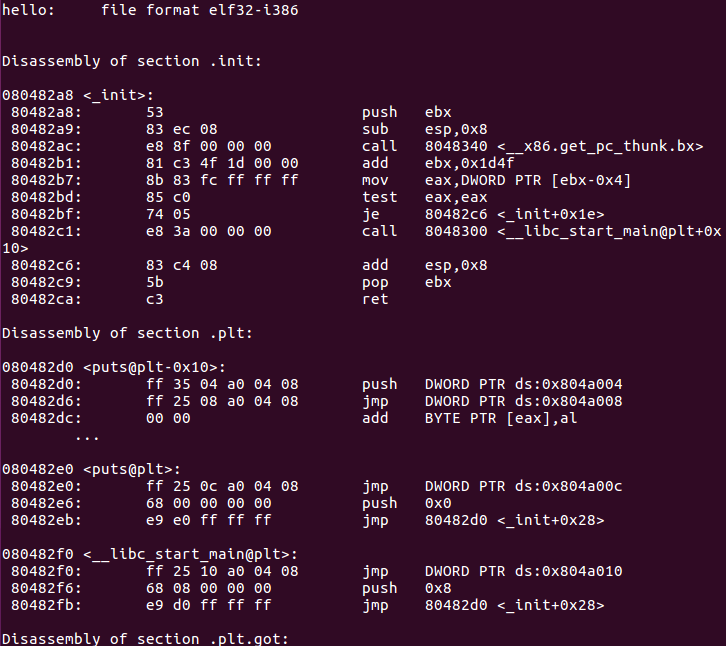 hello:     file format elf32-i386
Disassembly of section .init:
080482a8 <_init>:
 80482a8:	53                   	push   ebx
 80482a9:	83 ec 08             	sub    esp,0x8
 80482ac:	e8 8f 00 00 00       	call   8048340 <__x86.get_pc_thunk.bx>
 80482b1:	81 c3 4f 1d 00 00    	add    ebx,0x1d4f
 80482b7:	8b 83 fc ff ff ff    	mov    eax,DWORD PTR [ebx-0x4]
 80482bd:	85 c0                	test   eax,eax
 80482bf:	74 05                	je     80482c6 <_init+0x1e>
 80482c1:	e8 3a 00 00 00       	call   8048300 <__libc_start_main@plt+0x
10>
 80482c6:	83 c4 08             	add    esp,0x8
 80482c9:	5b                   	pop    ebx
 80482ca:	c3                   	ret
Disassembly of section .plt:
080482d0 <puts@plt-0x10>:
 80482d0:	ff 35 04 a0 04 08    	push   DWORD PTR ds:0x804a004
 80482d6:	ff 25 08 a0 04 08    	jmp    DWORD PTR ds:0x804a008
 80482dc:	00 00                	add    BYTE PTR [eax],al
	...
080482e0 <puts@plt>:
 80482e0:	ff 25 0c a0 04 08    	jmp    DWORD PTR ds:0x804a00c
 80482e6:	68 00 00 00 00       	push   0x0
 80482eb:	e9 e0 ff ff ff       	jmp    80482d0 <_init+0x28>
080482f0 <__libc_start_main@plt>:
 80482f0:	ff 25 10 a0 04 08    	jmp    DWORD PTR ds:0x804a010
 80482f6:	68 08 00 00 00       	push   0x8
 80482fb:	e9 d0 ff ff ff       	jmp    80482d0 <_init+0x28>
Disassembly of section .plt.got: